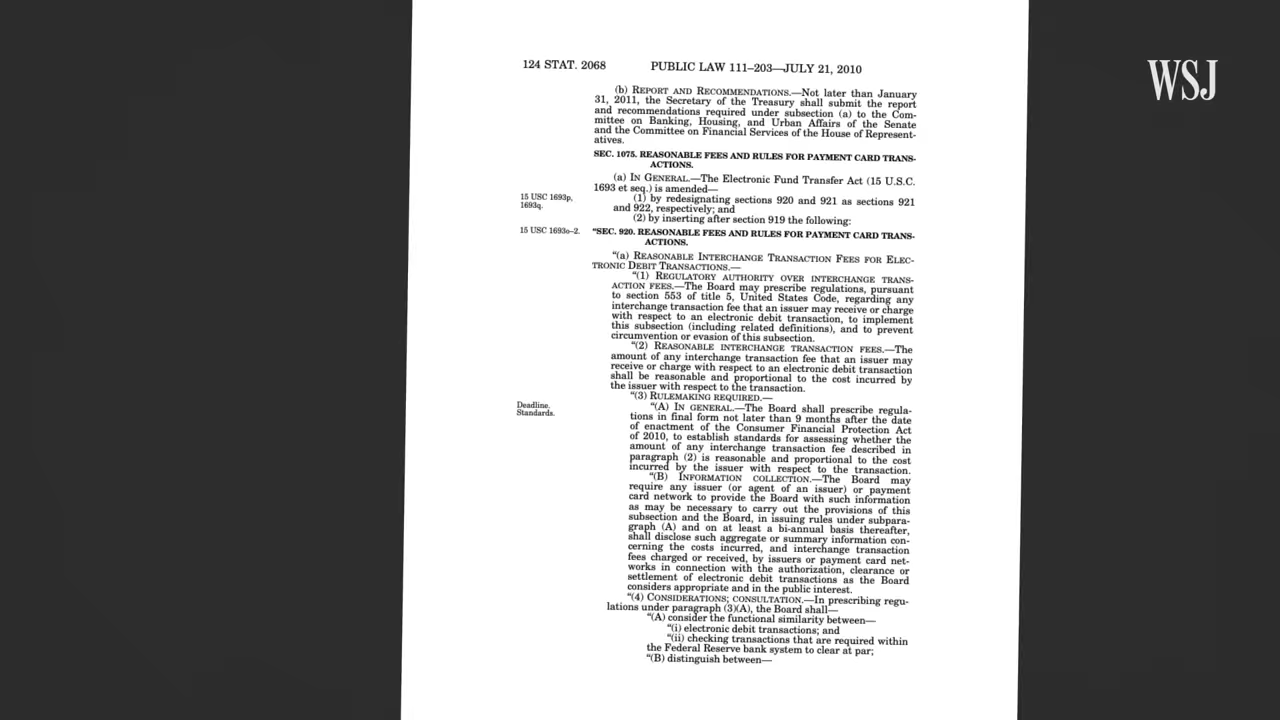 WSJ
124 STAT. 2068 PUBLIC LAW 111–203—JULY 21, 2010
(b) REPORT AND RECOMMENDATIONS.—Not later than January
31, 2011, the Secretary of the Treasury shall submit the report
and recommendations required under subsection (a) to the Com-
mittee on Banking, Housing, and Urban Affairs of the Senate
and the Committee on Financial Services of the House of Represent-
atives.
SEC. 1075. REASONABLE FEES AND RULES FOR PAYMENT CARD TRANS-
ACTIONS.
(a) IN GENERAL.—The Electronic Fund Transfer Act (15 U.S.C.
1693 et seq.) is amended—
15 USC 1693p,
1693q.
(1) by redesignating sections 920 and 921 as sections 921
and 922, respectively; and
(2) by inserting after section 919 the following:
15 USC 1693o–2.
“SEC. 920. REASONABLE FEES AND RULES FOR PAYMENT CARD TRANS-
ACTIONS.
“(a) REASONABLE INTERCHANGE TRANSACTION FEES FOR ELEC-
TRONIC DEBIT TRANSACTIONS.—
“(1) REGULATORY AUTHORITY OVER INTERCHANGE TRANS-
ACTION FEES.—The Board may prescribe regulations, pursuant
to section 553 of title 5, United States Code, regarding any
interchange transaction fee that an issuer may receive or charge
with respect to an electronic debit transaction, to implement
this subsection (including related definitions), and to prevent
circumvention or evasion of this subsection.
“(2) REASONABLE INTERCHANGE TRANSACTION FEES.—The
amount of any interchange transaction fee that an issuer may
receive or charge with respect to an electronic debit transaction
shall be reasonable and proportional to the cost incurred by
the issuer with respect to the transaction.
“(3) RULEMAKING REQUIRED.—
Deadline.
Standards.
“(A) IN GENERAL.—The Board shall prescribe regula-
tions in final form not later than 9 months after the date
of enactment of the Consumer Financial Protection Act
of 2010, to establish standards for assessing whether the
amount of any interchange transaction fee described in
paragraph (2) is reasonable and proportional to the cost
incurred by the issuer with respect to the transaction.
“(B) INFORMATION COLLECTION.—The Board may
require any issuer (or agent of an issuer) or payment
card network to provide the Board with such information
as may be necessary to carry out the provisions of this
subsection and the Board, in issuing rules under subpara-
graph (A) and on at least a bi-annual basis thereafter,
shall disclose such aggregate or summary information con-
cerning the costs incurred, and interchange transaction
fees charged or received, by issuers or payment card net-
works in connection with the authorization, clearance or
settlement of electronic debit transactions as the Board
considers appropriate and in the public interest.
“(4) CONSIDERATIONS; CONSULTATION.—In prescribing regu-
lations under paragraph (3)(A), the Board shall—
“(A) consider the functional similarity between—
“(i) electronic debit transactions; and
“(ii) checking transactions that are required within
the Federal Reserve bank system to clear at par;
“(B) distinguish between—